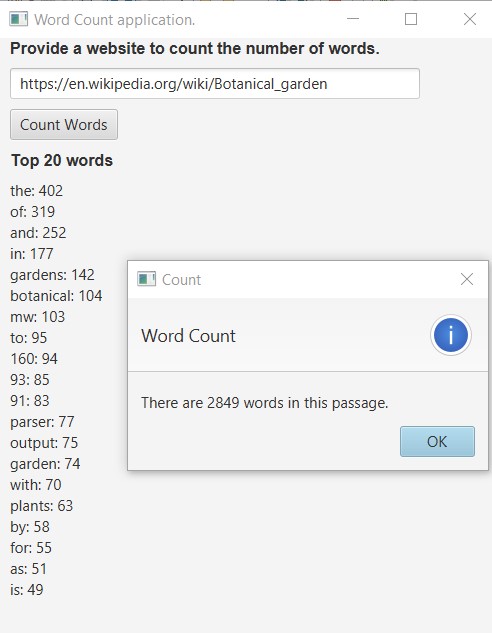 Word Count application.
Provide a website to count the number of words.
https://en.wikipedia.org/wiki/Botanical_garden
Count Words
Top 20 words
the: 402
of: 319
and: 252
in: 177
gardens: 142
botanical: 104
mw: 103
to: 95
160: 94
93: 85
91: 83
parser: 77
output: 75
garden: 74
with: 70
plants: 63
by: 58
for: 55
as: 51
is: 49
Count
Word Count
There are 2849 words in this passage.
OK